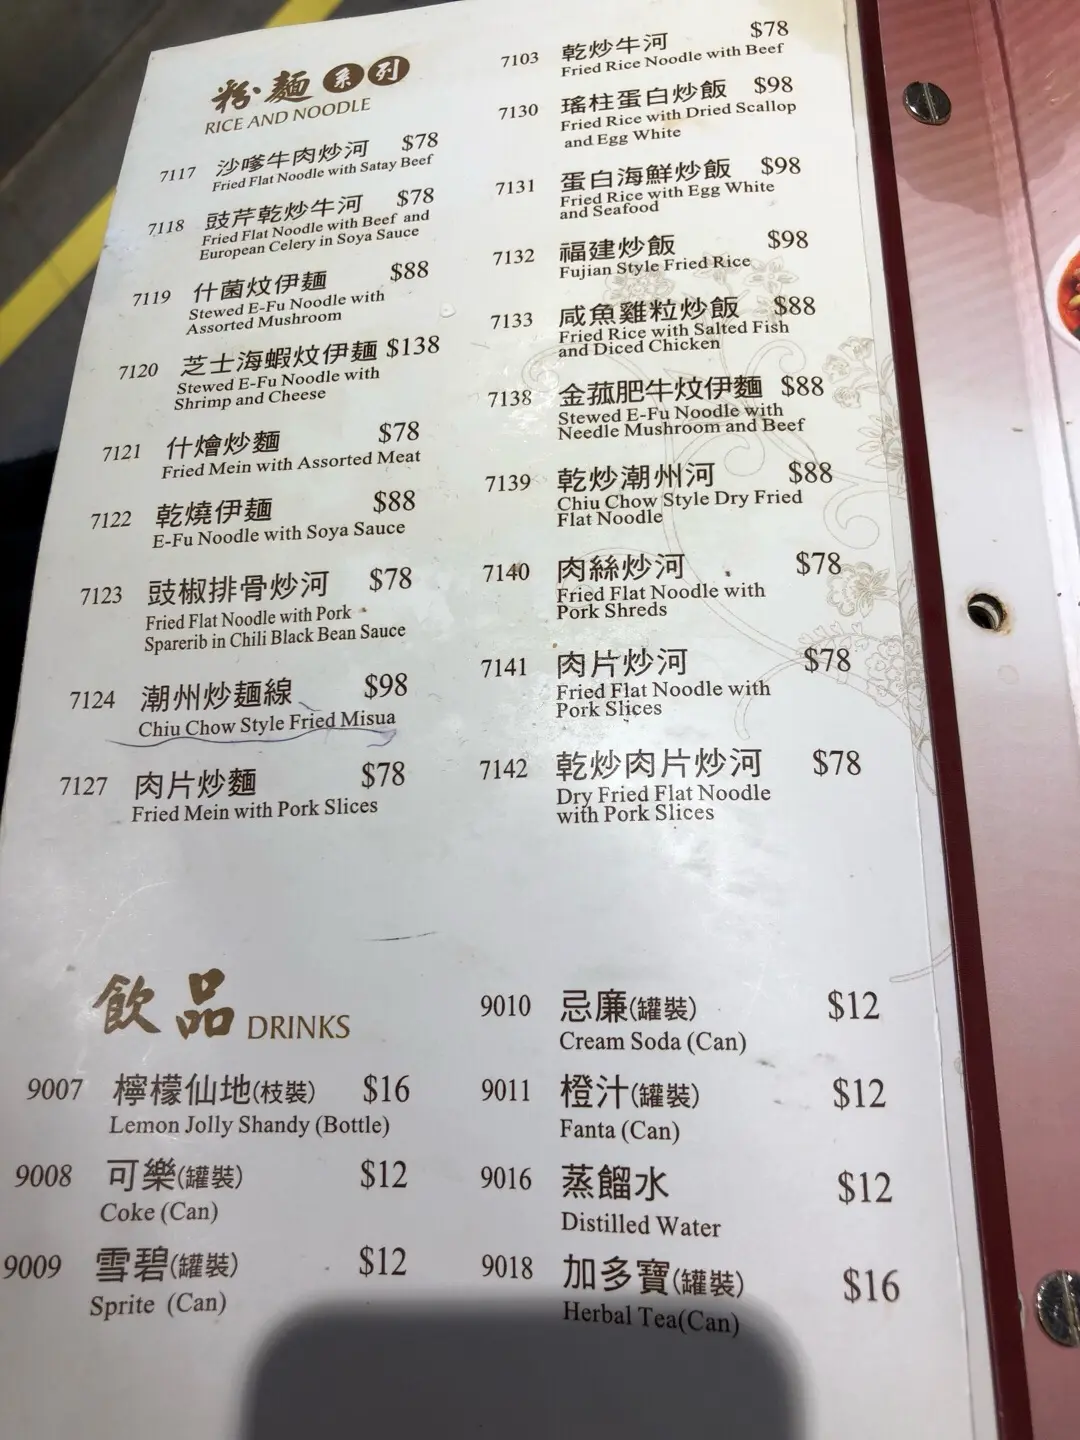 粉麵系列
RICE AND NOODLE
7117 沙嗲牛肉炒河 $78
Fried Flat Noodle with Satay Beef
7118 豉芹乾炒牛河 $78
Fried Flat Noodle with Beef and
European Celery in Soya Sauce
7119 什菌炆伊麵 $88
Stewed E-Fu Noodle with
Assorted Mushroom
7120 芝士海蝦炆伊麵 $138
Stewed E-Fu Noodle with
Shrimp and Cheese
7121 什燴炒麵 $78
Fried Mein with Assorted Meat
7122 乾燒伊麵 $88
E-Fu Noodle with Soya Sauce
7123 豉椒排骨炒河 $78
Fried Flat Noodle with Pork
Sparerib in Chili Black Bean Sauce
7124 潮州炒麵線 $98
Chiu Chow Style Fried Misua
7127 肉片炒麵 $78
Fried Mein with Pork Slices
7103 乾炒牛河 $78
Fried Rice Noodle with Beef
7130 瑤柱蛋白炒飯 $98
Fried Rice with Dried Scallop
and Egg White
7131 蛋白海鮮炒飯 $98
Fried Rice with Egg White
and Seafood
7132 福建炒飯 $98
Fujian Style Fried Rice
7133 咸魚雞粒炒飯 $88
Fried Rice with Salted Fish
and Diced Chicken
7138 金菰肥牛炆伊麵 $88
Stewed E-Fu Noodle with
Needle Mushroom and Beef
7139 乾炒潮州河 $88
Chiu Chow Style Dry Fried
Flat Noodle
7140 肉絲炒河 $78
Fried Flat Noodle with
Pork Shreds
7141 肉片炒河 $78
Fried Flat Noodle with
Pork Slices
7142 乾炒肉片炒河 $78
Dry Fried Flat Noodle
with Pork Slices
飲品 DRINKS
9007 檸檬仙地(枝裝) $16
Lemon Jolly Shandy (Bottle)
9008 可樂(罐裝) $12
Coke (Can)
9009 雪碧(罐裝) $12
Sprite (Can)
9010 忌廉(罐裝) $12
Cream Soda (Can)
9011 橙汁(罐裝) $12
Fanta (Can)
9016 蒸餾水 $12
Distilled Water
9018 加多寶(罐裝) $16
Herbal Tea(Can)